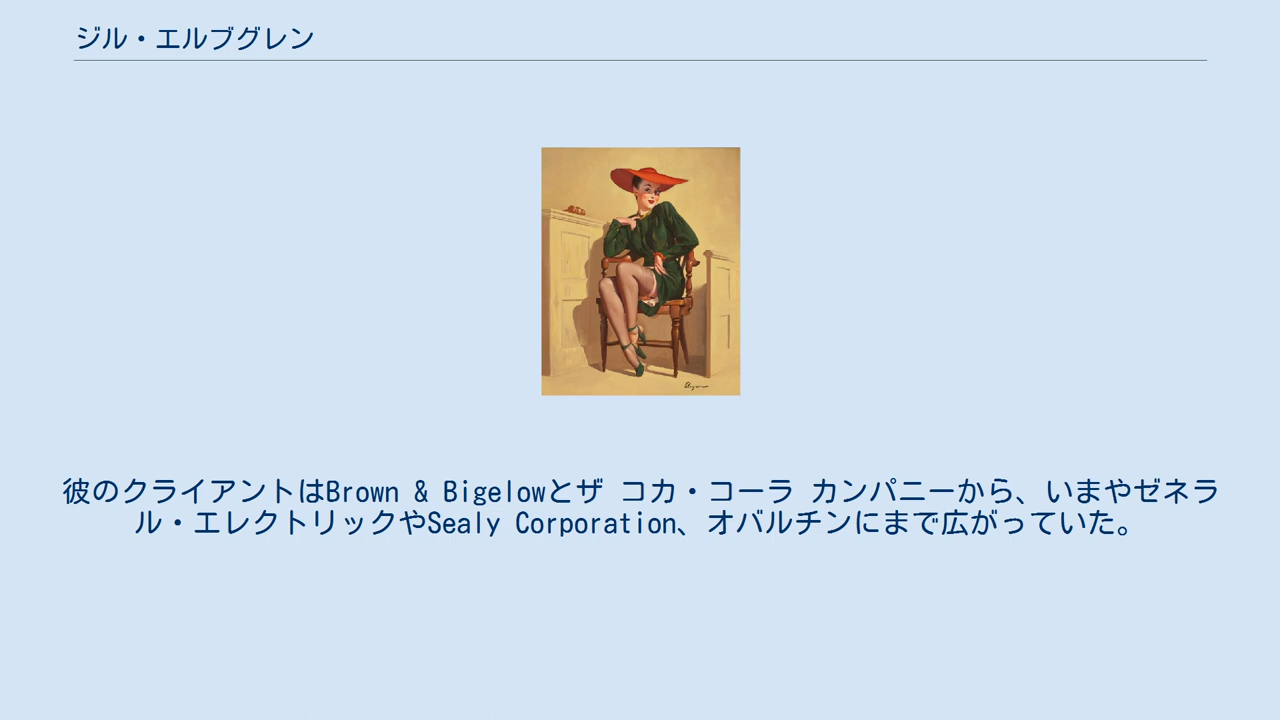 ジル・エルブグレン
彼のクライアントはBrown & Bigelowとザ コカ・コーラ カンパニーから、いまやゼネラ
ル・エレクトリックやSealy Corporation、オバルチンにまで広がっていた。